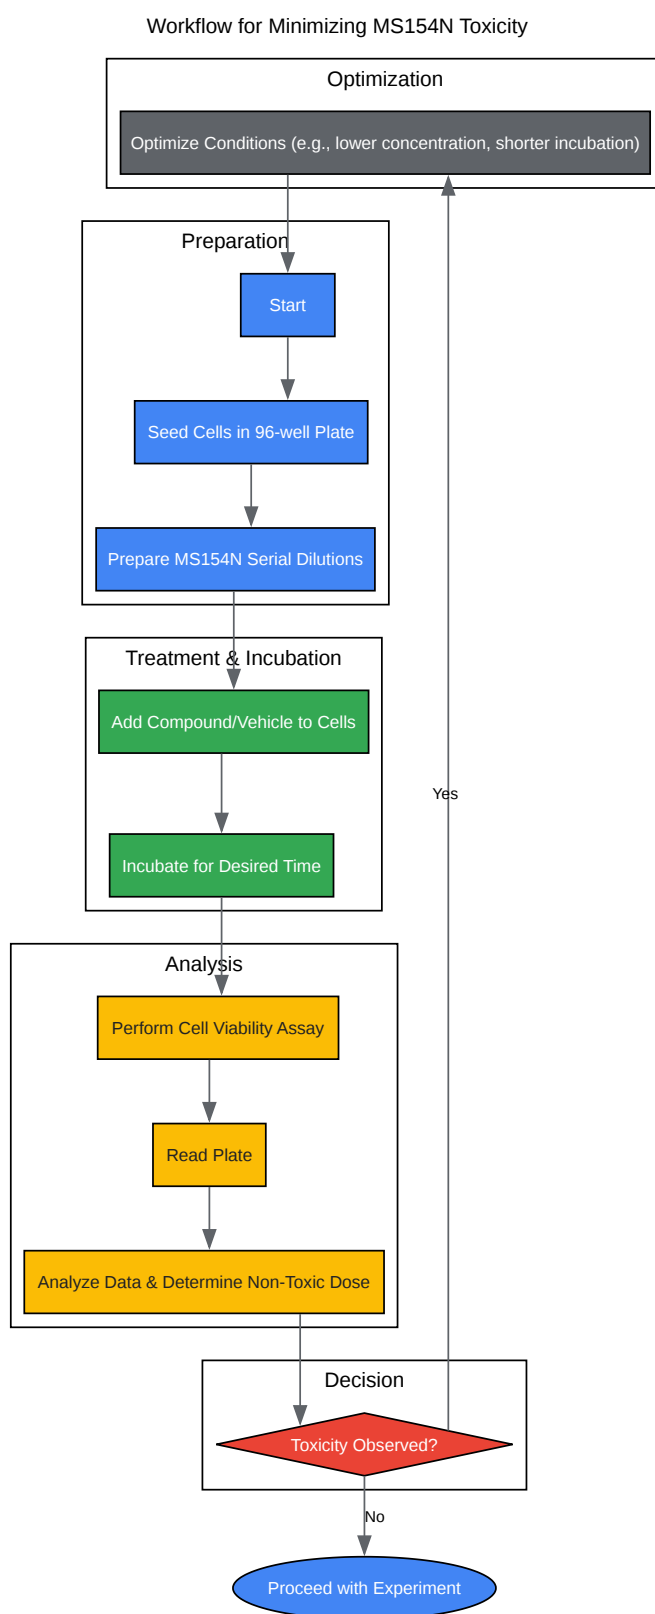 Workflow for Minimizing MS154N Toxicity
Optimization
Optimize Conditions (e.g., lower concentration, shorter incubation)
Preparation
Start
Seed Cells in 96-well Plate
Prepare MS154N Serial Dilutions
Treatment & Incubation
Add Compound/Vehicle to Cells
Yes
Incubate for Desired Time
Analysis
Perform Cell Viability Assay
Read Plate
Analyze Data & Determine Non-Toxic Dose
Decision
Toxicity Observed?
No
Proceed with Experiment